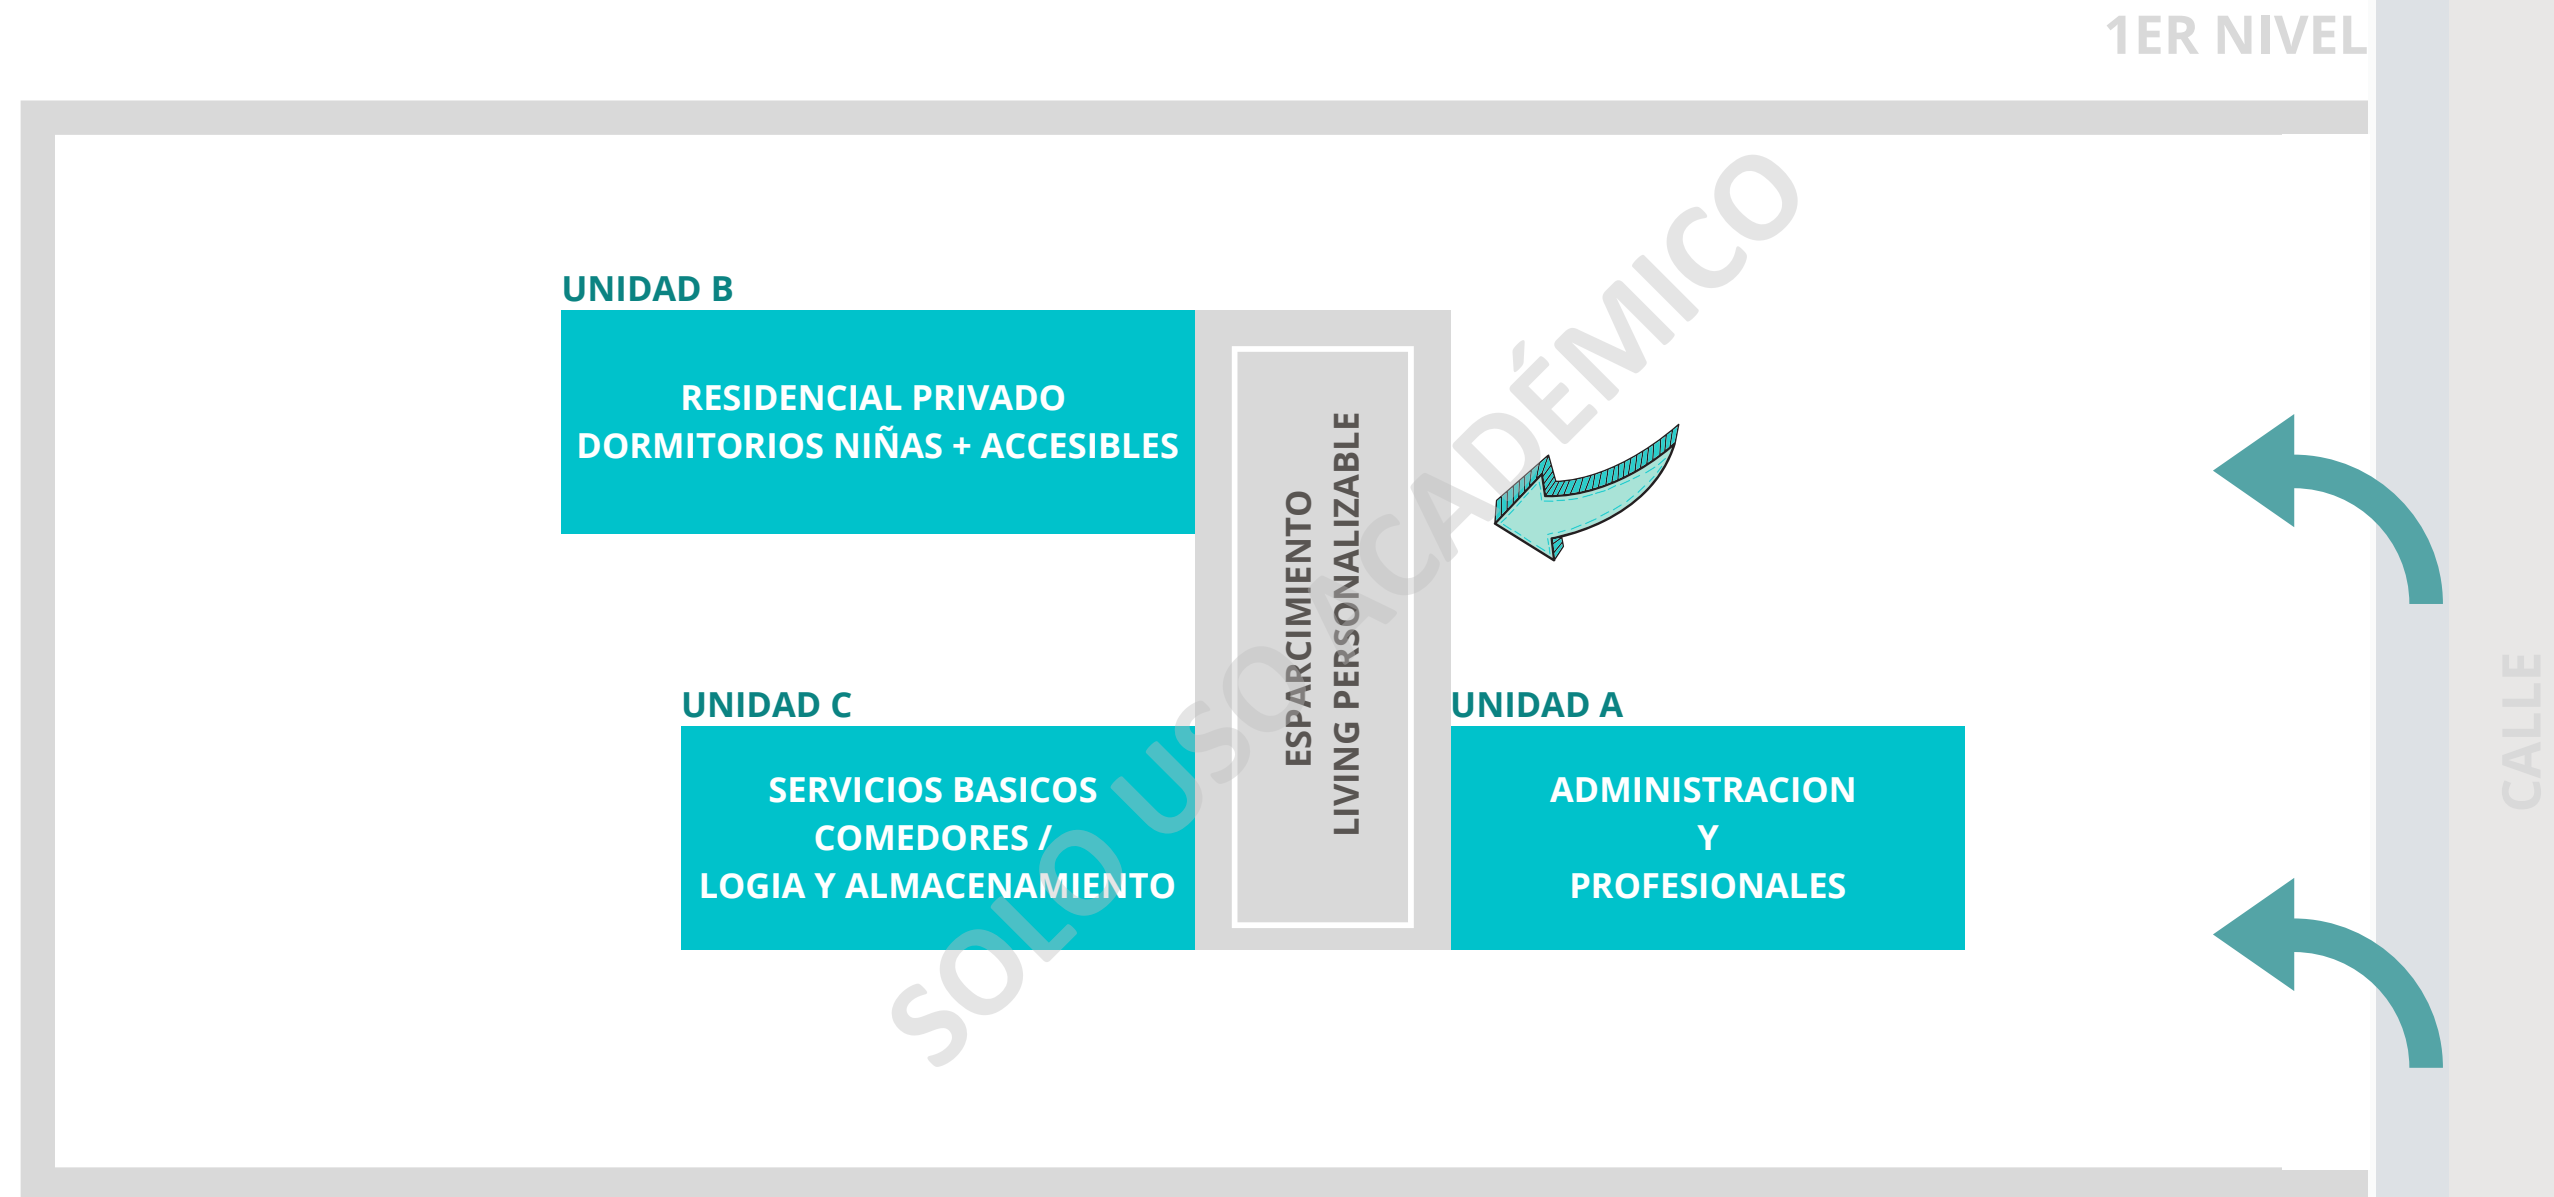 1ER NIVEL
UNIDAD B
RESIDENCIAL PRIVADO
DORMITORIOS NIÑAS + ACCESIBLES
ESPARCIMIENTO
LIVING PERSONALIZABLE
UNIDAD C
SERVICIOS BASICOS
COMEDORES /
LOGIA Y ALMACENAMIENTO
UNIDAD A
ADMINISTRACION
Y
PROFESIONALES
CALLE
SOLO USO ACADÉMICO